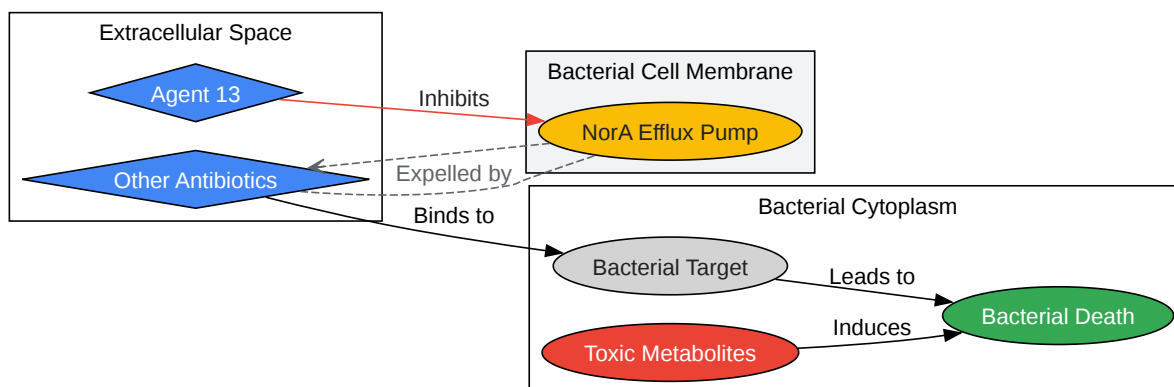 Extracellular Space
Agent 13
Other Antibiotics
Inhibits
Expelled by
Binds to
Bacterial Cell Membrane
NorA Efflux Pump
Bacterial Cytoplasm
Bacterial Target
Toxic Metabolites
Leads to
Induces
Bacterial Death